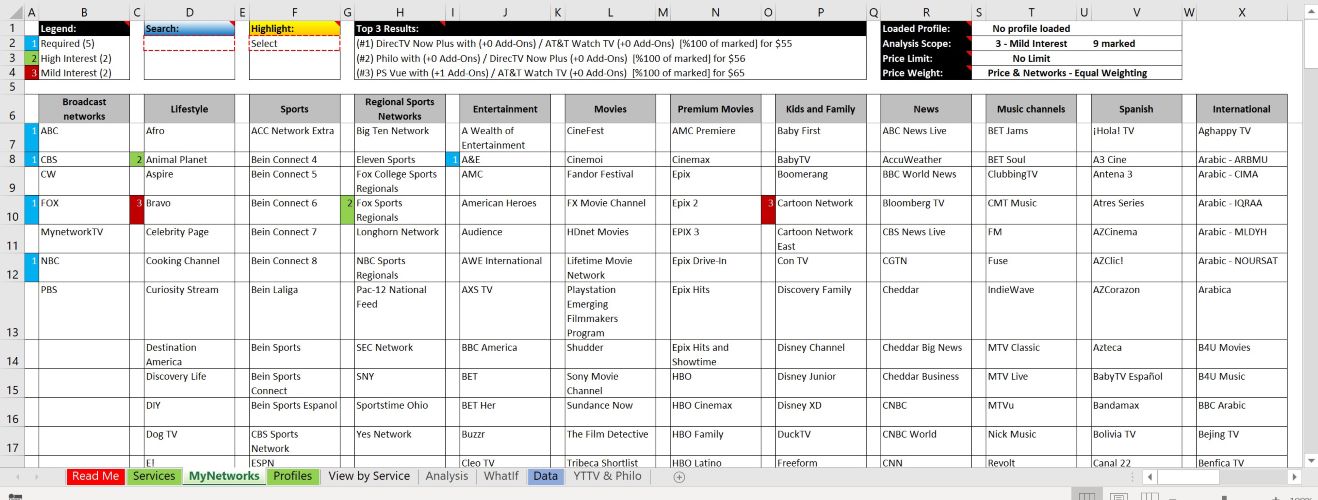 A B C D E F G H I J K L M N O P Q R S T U V W X
1 Legend: Search: Highlight: Top 3 Results: Loaded Profile: No profile loaded
2 1 Required (5) Select (#1) DirecTV Now Plus with (+0 Add-Ons) / AT&T Watch TV (+0 Add-Ons) [%100 of marked] for $55 Analysis Scope: 3 - Mild Interest 9 marked
3 2 High Interest (2) (#2) Philo with (+0 Add-Ons) / DirecTV Now Plus (+0 Add-Ons) [%100 of marked] for $56 Price Limit: No Limit
4 3 Mild Interest (2) (#3) PS Vue with (+1 Add-Ons) / AT&T Watch TV (+0 Add-Ons) [%100 of marked] for $65 Price Weight: Price & Networks - Equal Weighting
5
6 Broadcast networks Lifestyle Sports Regional Sports Networks Entertainment Movies Premium Movies Kids and Family News Music channels Spanish International
7 1 ABC Afro ACC Network Extra Big Ten Network A Wealth of Entertainment CineFest AMC Premiere Baby First ABC News Live BET Jams ¡Hola! TV Aghappy TV
8 1 CBS 2 Animal Planet Bein Connect 4 Eleven Sports 1 A&E Cinemoi Cinemax BabyTV AccuWeather BET Soul A3 Cine Arabic - ARBMU
9 CW Aspire Bein Connect 5 Fox College Sports Regionals AMC Fandor Festival Epix Boomerang BBC World News ClubbingTV Antena 3 Arabic - CIMA
10 1 FOX 3 Bravo Bein Connect 6 2 Fox Sports Regionals American Heroes FX Movie Channel Epix 2 3 Cartoon Network Bloomberg TV CMT Music Atres Series Arabic - IQRAA
11 MynetworkTV Celebrity Page Bein Connect 7 Longhorn Network Audience HDnet Movies EPIX 3 Cartoon Network East CBS News Live FM AZCinema Arabic - MLDYH
12 1 NBC Cooking Channel Bein Connect 8 NBC Sports Regionals AWE International Lifetime Movie Network Epix Drive-In Con TV CGTN Fuse AZClic! Arabic - NOURSAT
13 PBS Curiosity Stream Bein Laliga Pac-12 National Feed AXS TV Playstation Emerging Filmmakers Program Epix Hits Discovery Family Cheddar IndieWave AZCorazon Arabica
14 Destination America Bein Sports SEC Network BBC America Shudder Epix Hits and Showtime Disney Channel Cheddar Big News MTV Classic Azteca B4U Movies
15 Discovery Life Bein Sports Connect SNY BET Sony Movie Channel HBO Disney Junior Cheddar Business MTV Live BabyTV Español B4U Music
16 DIY Bein Sports Espanol Sportstime Ohio BET Her Sundance Now HBO Cinemax Disney XD CNBC MTVu Bandamax BBC Arabic
17 Dog TV CBS Sports Network Yes Network Buzzr The Film Detective HBO Family DuckTV CNBC World Nick Music Bolivia TV Bejing TV
E! ESPN Cleo TV Tribeca Shortlist HBO Latino Freeform CNN Revolt Canal 22 Benfica TV
Read Me Services MyNetworks Profiles View by Service Analysis WhatIf Data YTTV & Philo